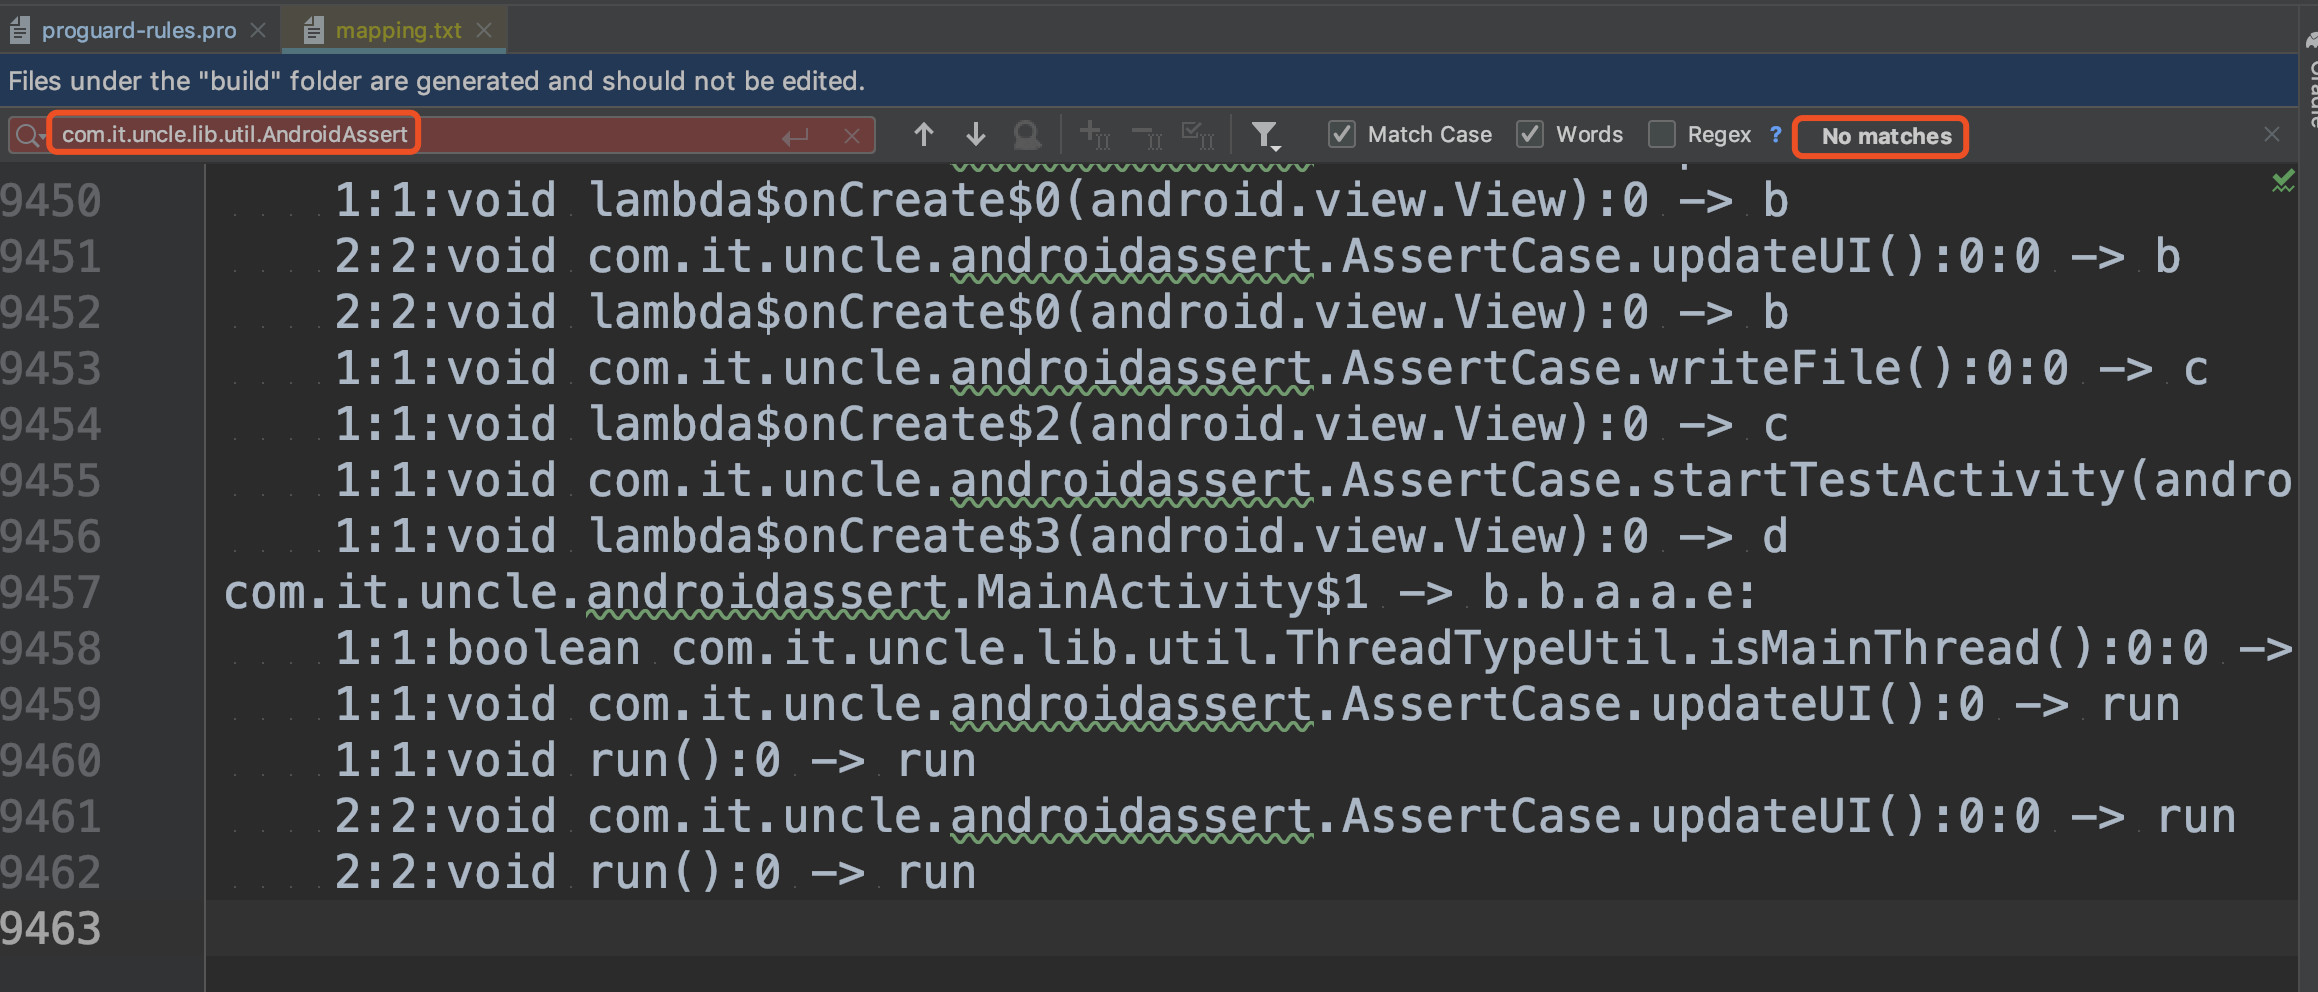 proguard-rules.pro mapping.txt
Files under the "build" folder are generated and should not be edited.
com.it.uncle.lib.util.AndroidAssert Match Case Words Regex ? No matches
9450 1:1:void lambda$onCreate$0(android.view.View):0 -> b
9451 2:2:void com.it.uncle.androidassert.AssertCase.updateUI():0:0 -> b
9452 2:2:void lambda$onCreate$0(android.view.View):0 -> b
9453 1:1:void com.it.uncle.androidassert.AssertCase.writeFile():0:0 -> c
9454 1:1:void lambda$onCreate$2(android.view.View):0 -> c
9455 1:1:void com.it.uncle.androidassert.AssertCase.startTestActivity(andro
9456 1:1:void lambda$onCreate$3(android.view.View):0 -> d
9457 com.it.uncle.androidassert.MainActivity$1 -> b.b.a.a.e:
9458 1:1:boolean com.it.uncle.lib.util.ThreadTypeUtil.isMainThread():0:0 ->
9459 1:1:void com.it.uncle.androidassert.AssertCase.updateUI():0 -> run
9460 1:1:void run():0 -> run
9461 2:2:void com.it.uncle.androidassert.AssertCase.updateUI():0:0 -> run
9462 2:2:void run():0 -> run
9463